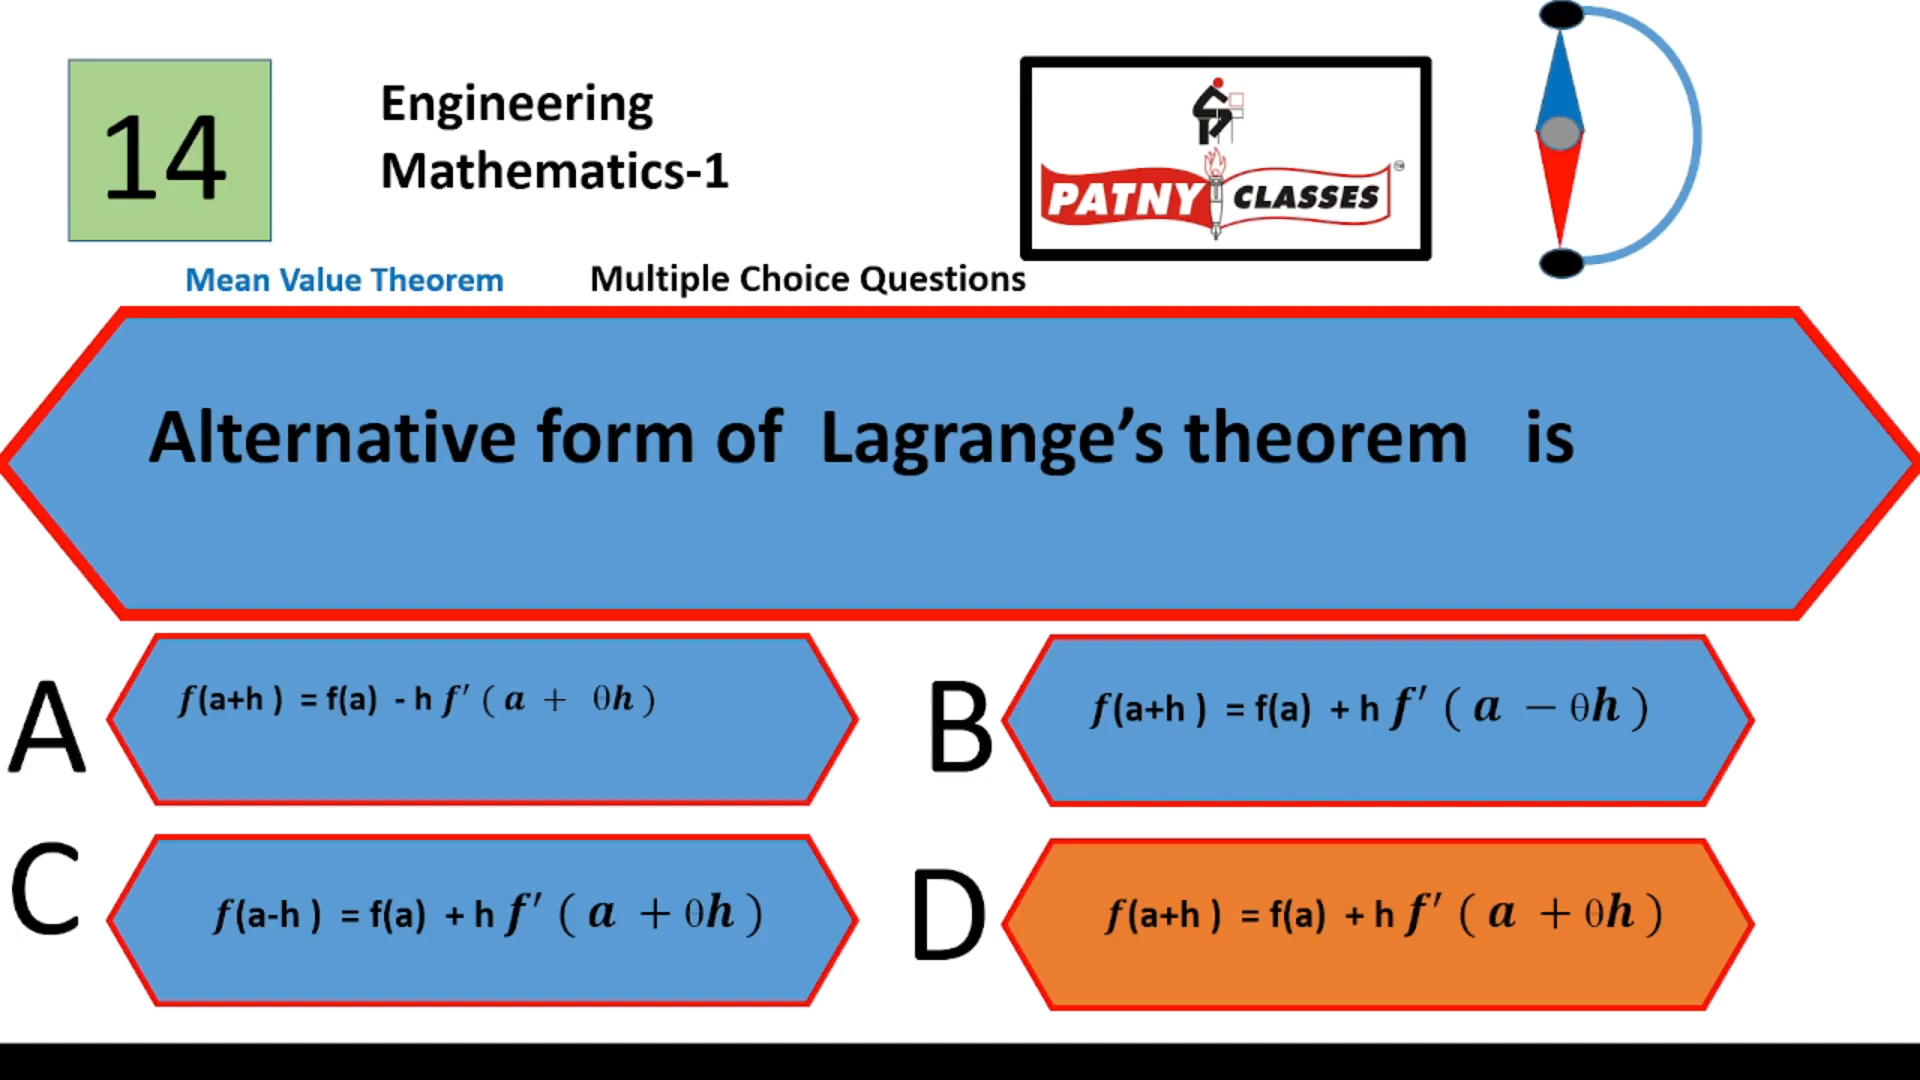 14
Engineering
Mathematics-1
PATNY CLASSES ™
Mean Value Theorem Multiple Choice Questions
Alternative form of Lagrange’s theorem is
A f(a+h ) = f(a) - h f′ ( a + θh )
B f(a+h ) = f(a) + h f′ ( a − θh )
C f(a-h ) = f(a) + h f′ ( a + θh )
D f(a+h ) = f(a) + h f′ ( a + θh )